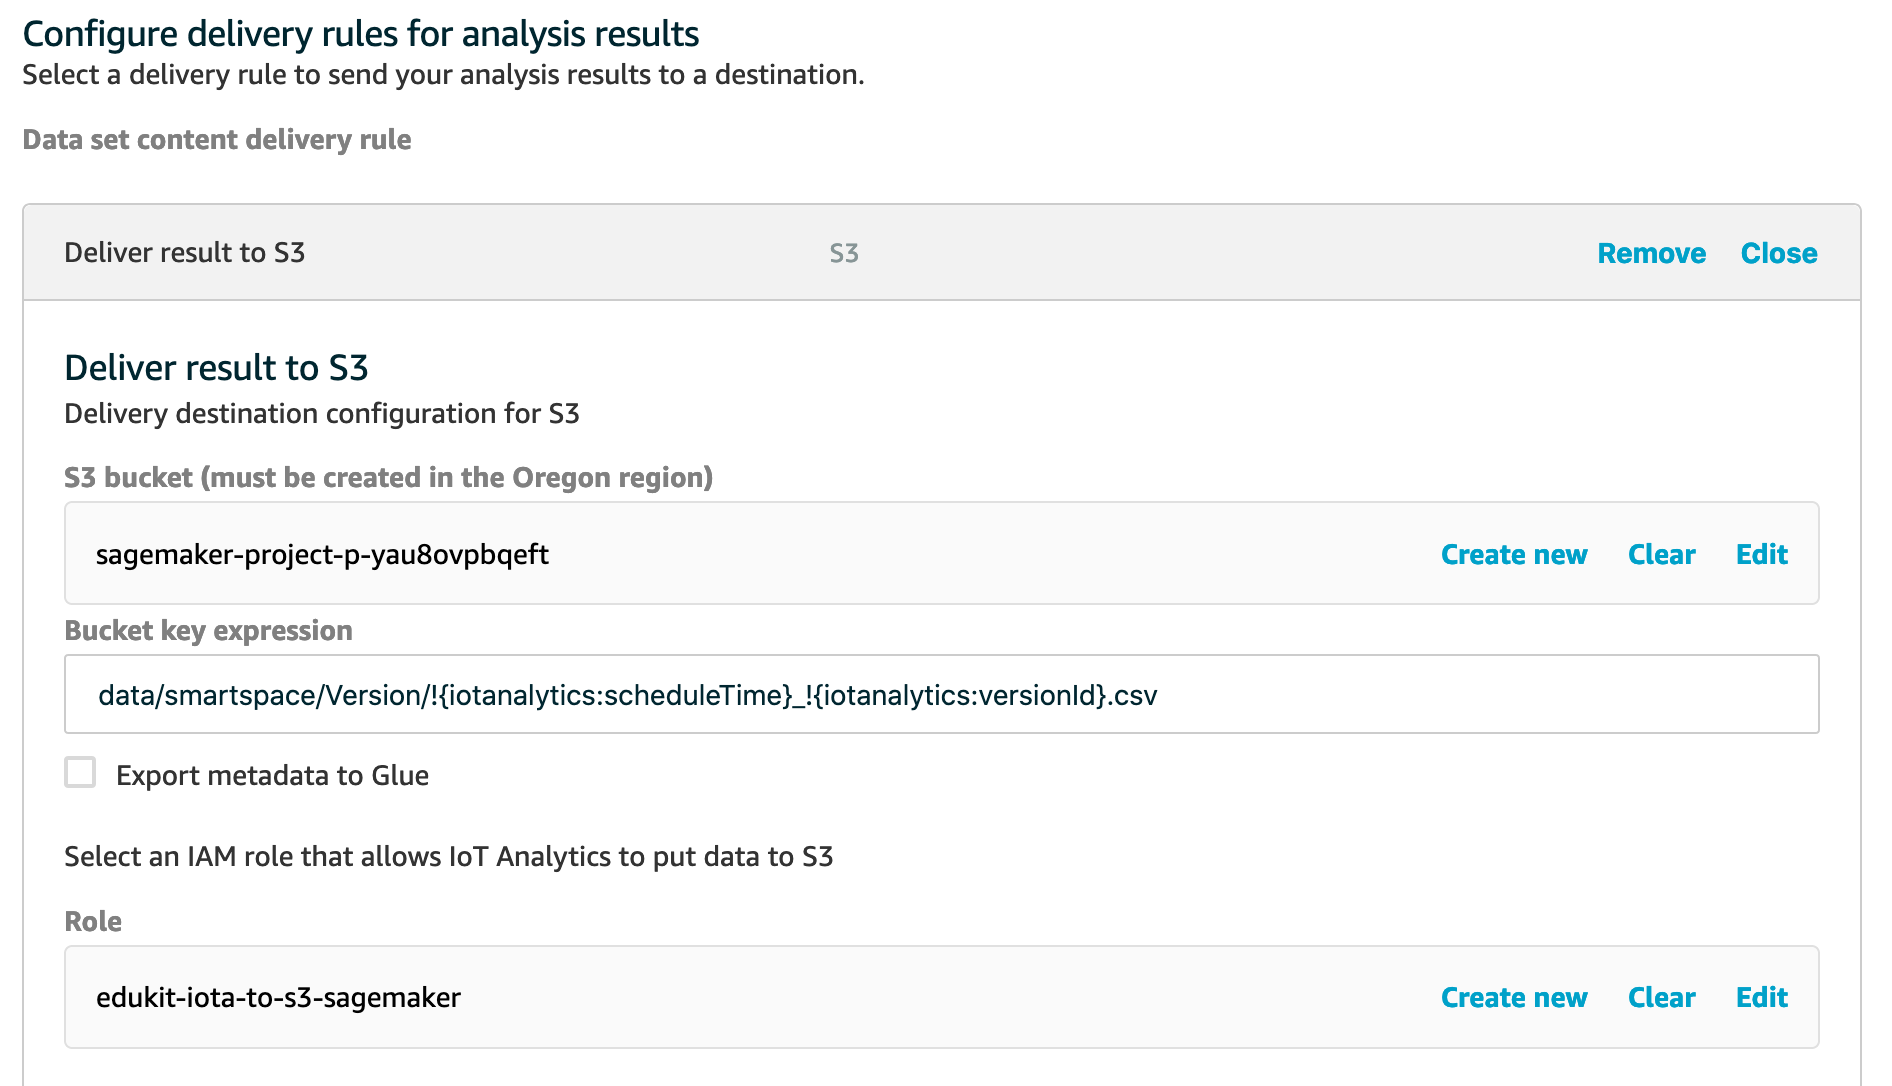 Configure delivery rules for analysis results
Select a delivery rule to send your analysis results to a destination.
Data set content delivery rule
Deliver result to S3 S3 Remove Close
Deliver result to S3
Delivery destination configuration for S3
S3 bucket (must be created in the Oregon region)
sagemaker-project-p-yau8ovpbqeft Create new Clear Edit
Bucket key expression
data/smartspace/Version/!{iotanalytics:scheduleTime}_!{iotanalytics:versionId}.csv
Export metadata to Glue
Select an IAM role that allows IoT Analytics to put data to S3
Role
edukit-iota-to-s3-sagemaker Create new Clear Edit